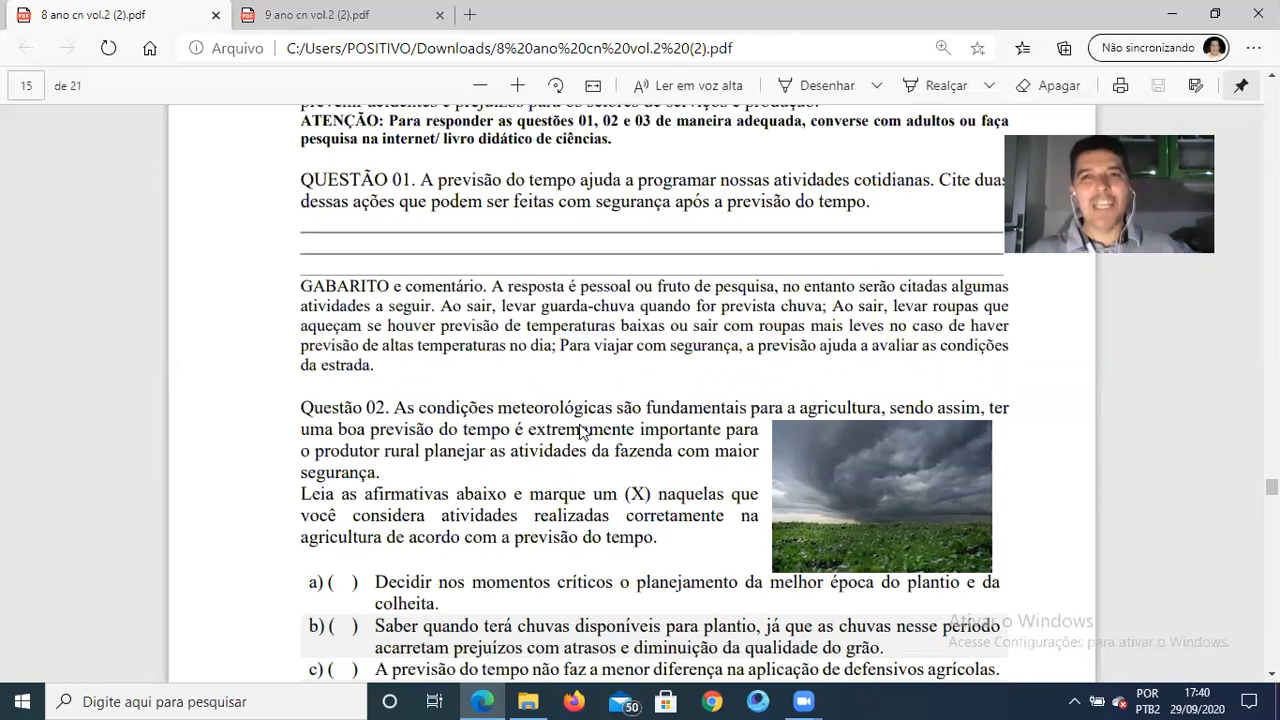 8 ano cn vol.2 (2).pdf
9 ano cn vol.2 (2).pdf
Arquivo
C:/Users/POSITIVO/Downloads/8%20ano%20cn%20vol.2%20(2).pdf
Não sincronizando
15 de 21
Ler em voz alta
Desenhar
Realçar
Apagar
prevenir acidentes e prejuízos para os setores de serviços e produção.
ATENÇÃO: Para responder as questões 01, 02 e 03 de maneira adequada, converse com adultos ou faça
pesquisa na internet/ livro didático de ciências.
QUESTÃO 01. A previsão do tempo ajuda a programar nossas atividades cotidianas. Cite duas
dessas ações que podem ser feitas com segurança após a previsão do tempo.
GABARITO e comentário. A resposta é pessoal ou fruto de pesquisa, no entanto serão citadas algumas
atividades a seguir. Ao sair, levar guarda-chuva quando for prevista chuva; Ao sair, levar roupas que
aqueçam se houver previsão de temperaturas baixas ou sair com roupas mais leves no caso de haver
previsão de altas temperaturas no dia; Para viajar com segurança, a previsão ajuda a avaliar as condições
da estrada.
Questão 02. As condições meteorológicas são fundamentais para a agricultura, sendo assim, ter
uma boa previsão do tempo é extremamente importante para
o produtor rural planejar as atividades da fazenda com maior
segurança.
Leia as afirmativas abaixo e marque um (X) naquelas que
você considera atividades realizadas corretamente na
agricultura de acordo com a previsão do tempo.
a) ( ) Decidir nos momentos críticos o planejamento da melhor época do plantio e da
colheita.
b) ( ) Saber quando terá chuvas disponíveis para plantio, já que as chuvas nesse período
acarretam prejuízos com atrasos e diminuição da qualidade do grão.
c) ( ) A previsão do tempo não faz a menor diferença na aplicação de defensivos agrícolas.
Ativar o Windows
Acesse Configurações para ativar o Windows.
Digite aqui para pesquisar
50
POR
PTB2
17:40
29/09/2020